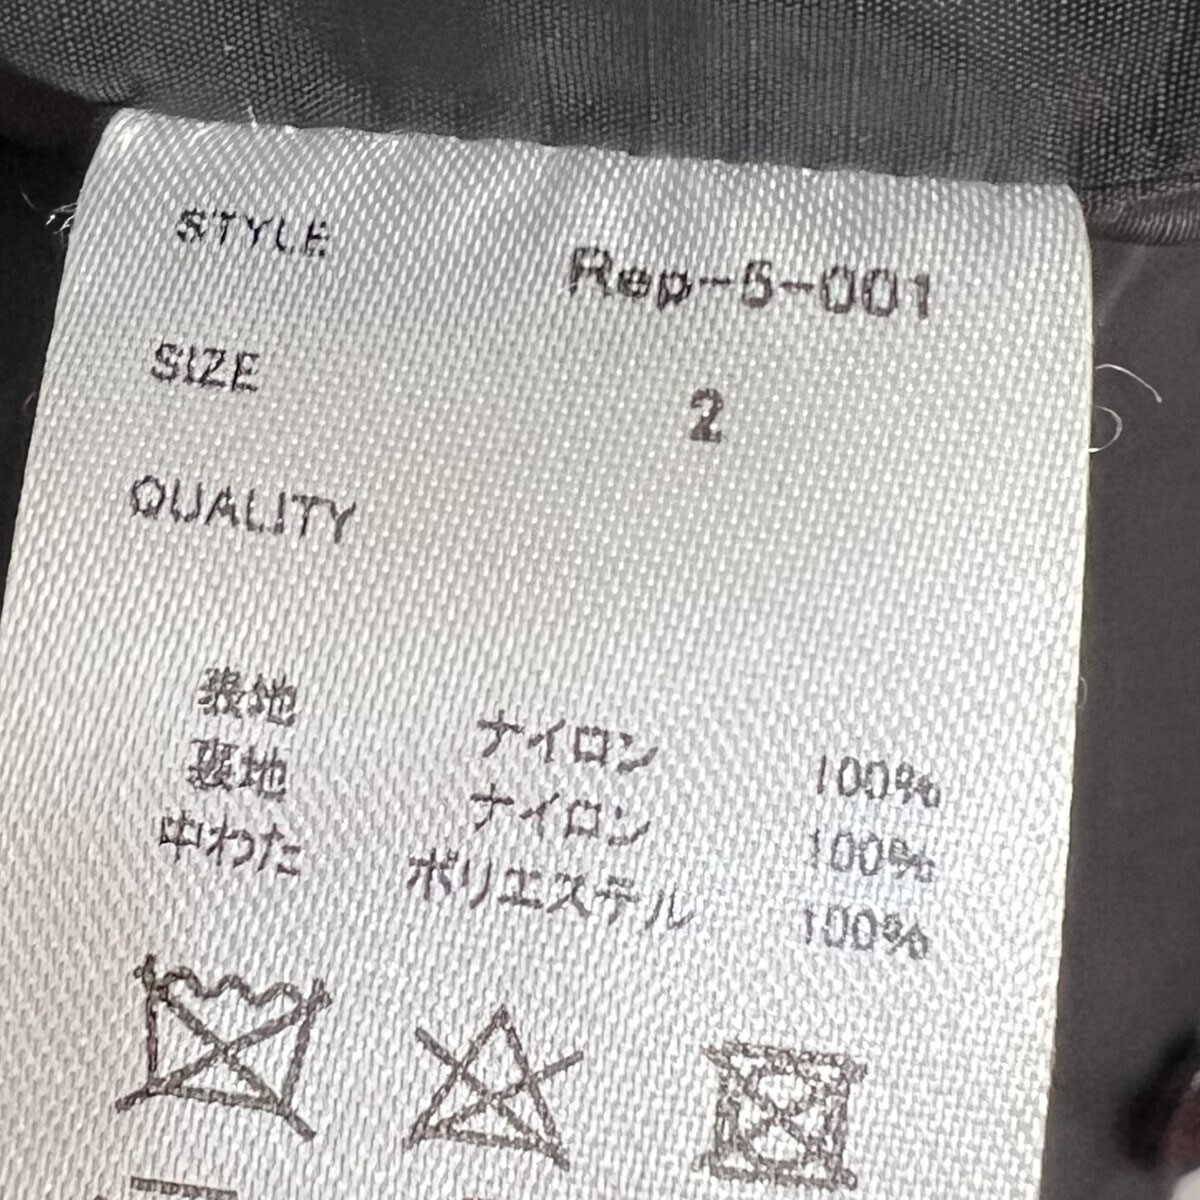 STYLE
Rep-5-001
SIZE
2
QUALITY
表地 ナイロン 100%
裏地 ナイロン 100%
中わた ポリエステル 100%